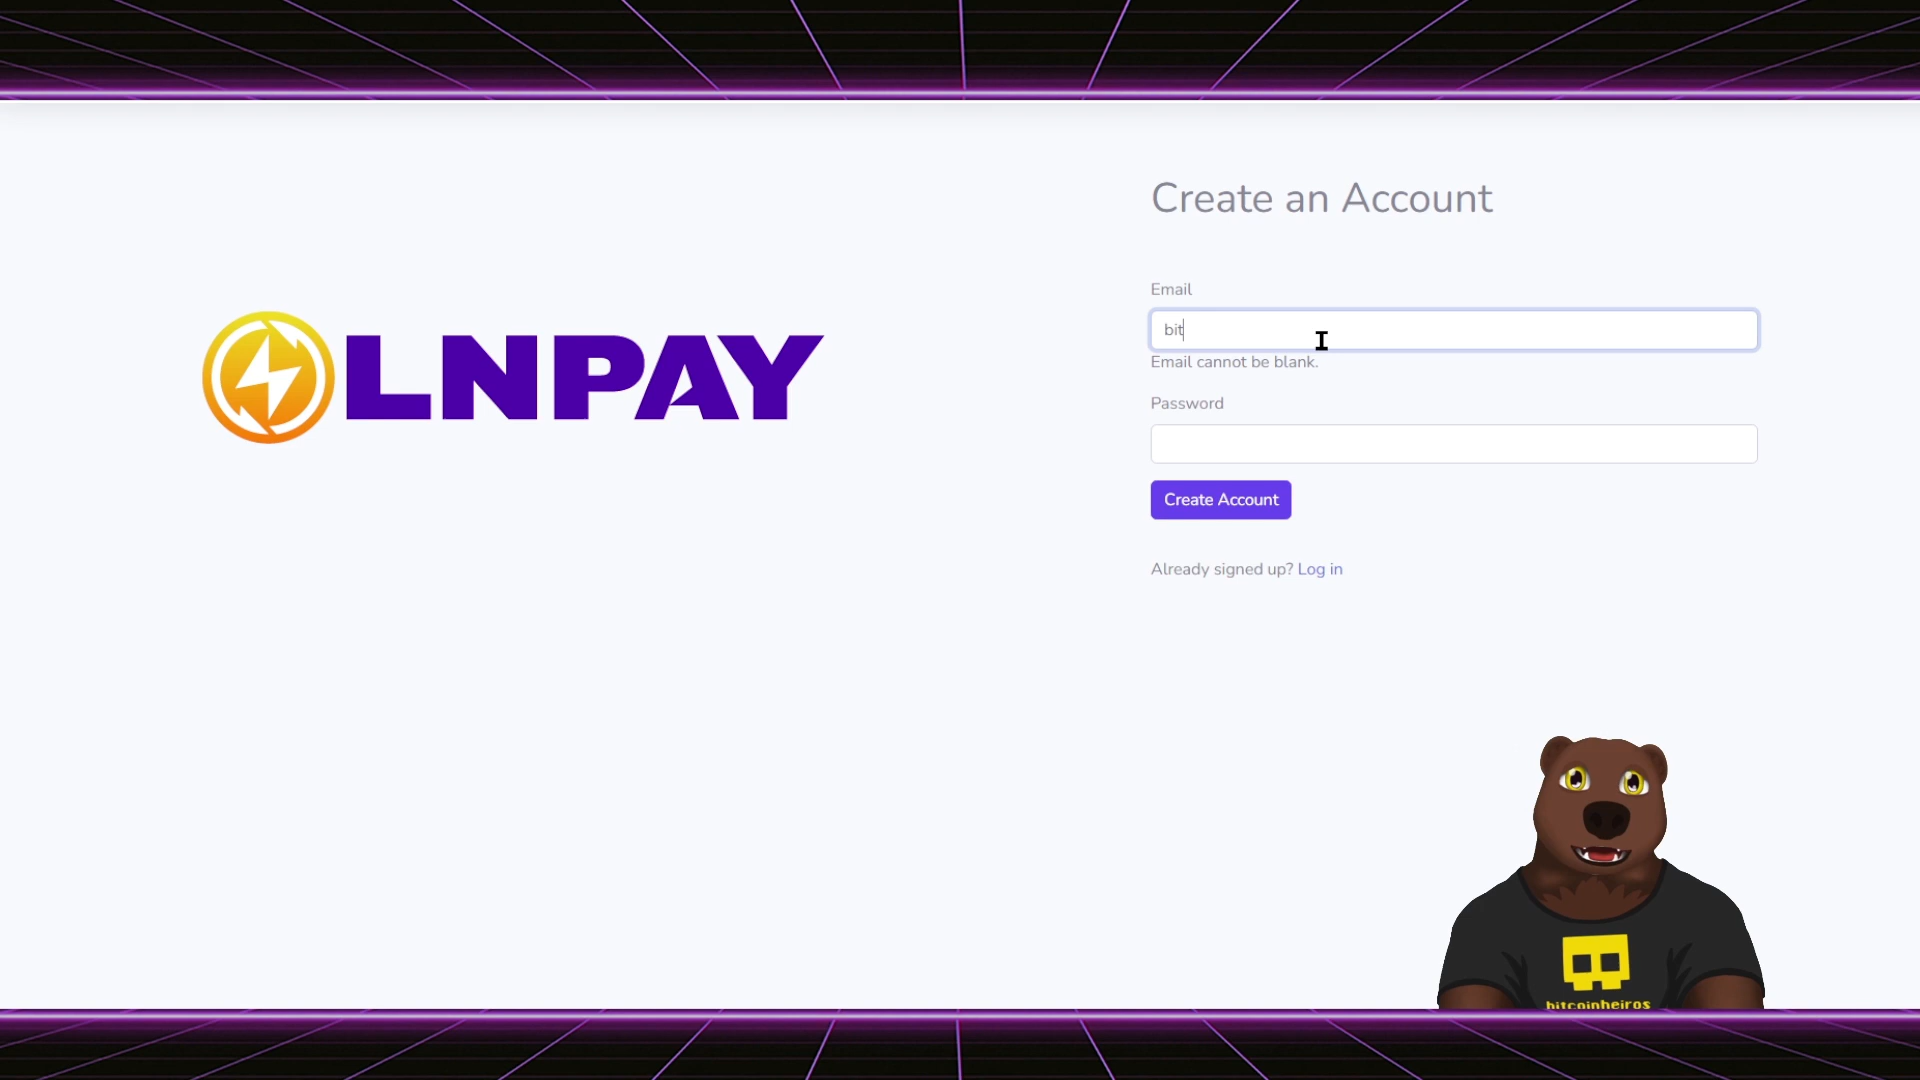 Create an Account
LNPAY
Email
bit
Email cannot be blank.
Password
Create Account
Already signed up? Log in
bitcoinheiros